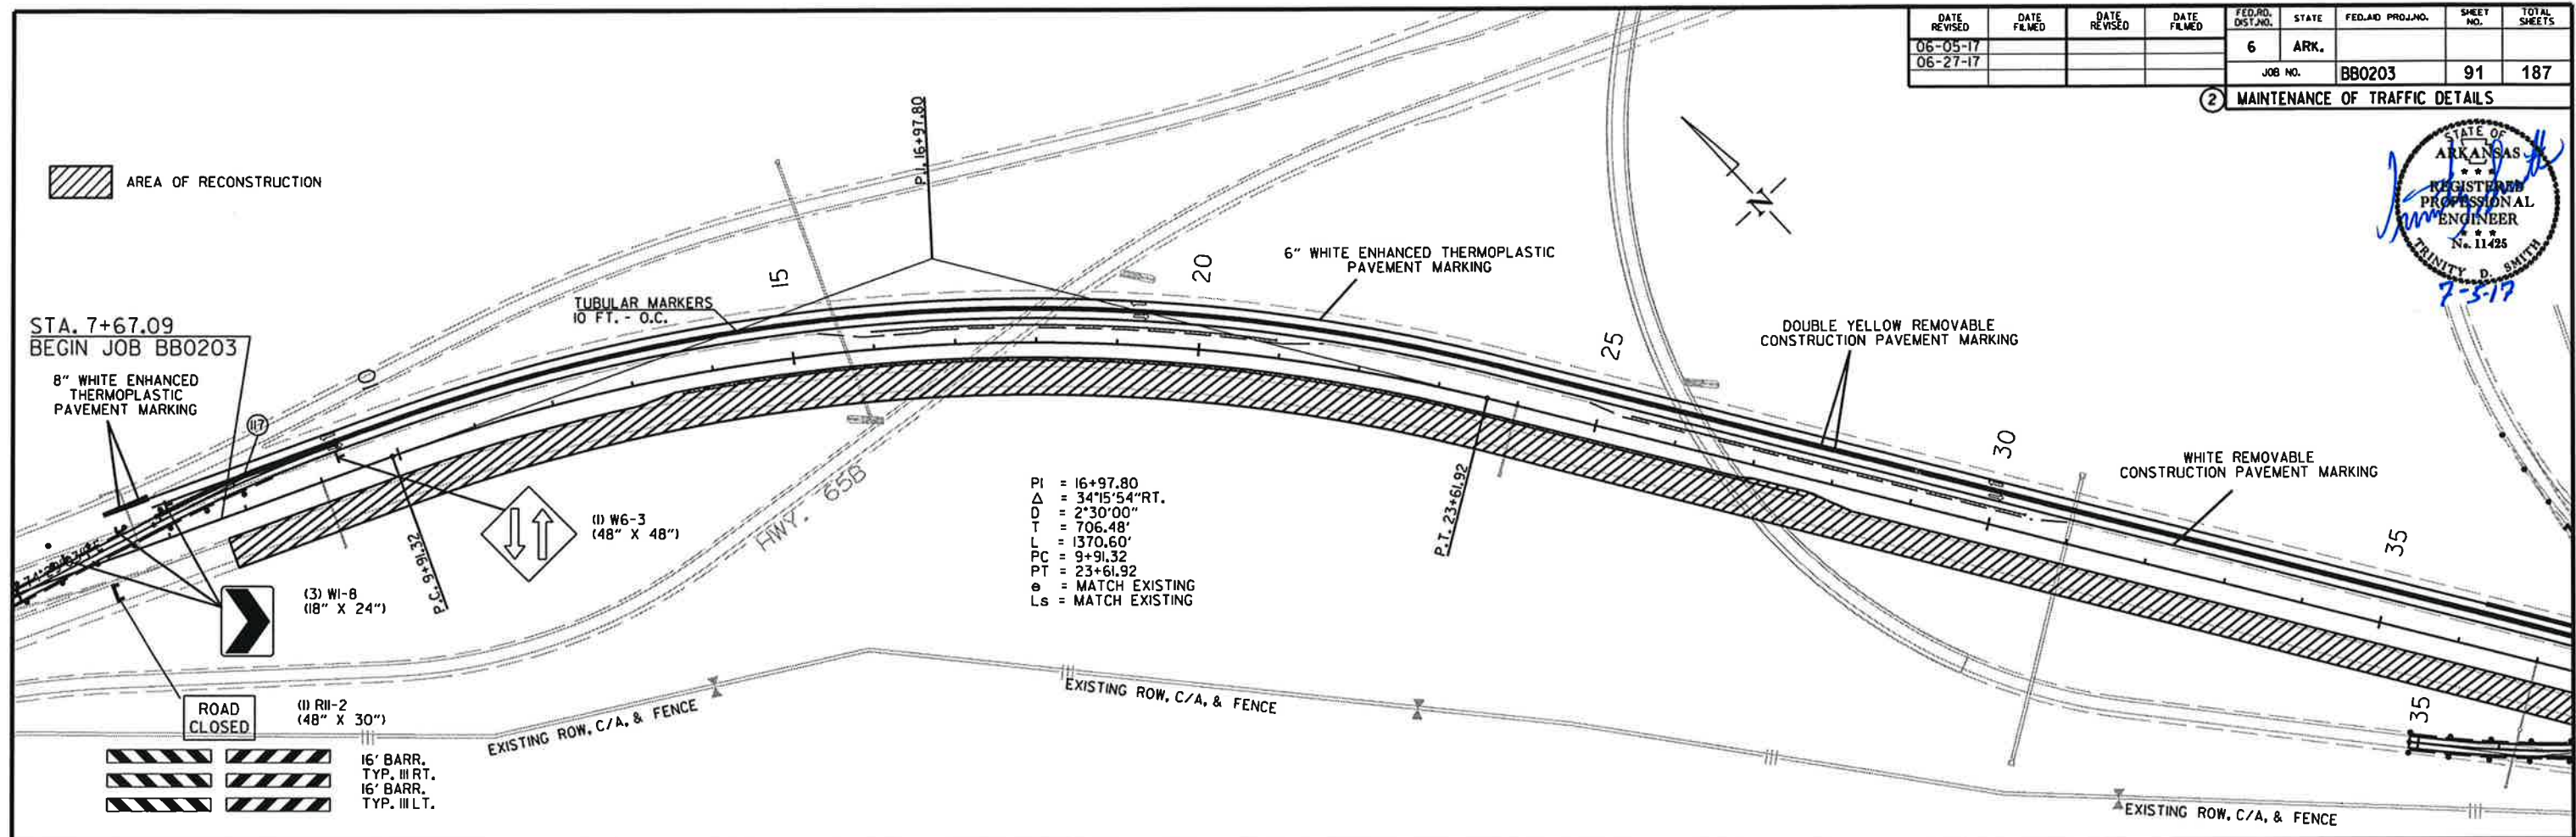 DATE REVISED
DATE FILMED
DATE REVISED
DATE FILMED
FED.RD. DIST.NO.
STATE
FED.AID PROJ.NO.
SHEET NO.
TOTAL SHEETS
06-05-17
06-27-17
6
ARK.
JOB NO.
BB0203
91
187
2
MAINTENANCE OF TRAFFIC DETAILS
STATE OF
ARKANSAS
* * *
REGISTERED
PROFESSIONAL
ENGINEER
* * *
No. 11425
TRINITY D. SMITH
7-5-17
AREA OF RECONSTRUCTION
P.I. 16+97.80
N
15
20
25
30
35
6" WHITE ENHANCED THERMOPLASTIC
PAVEMENT MARKING
TUBULAR MARKERS
10 FT. - O.C.
STA. 7+67.09
BEGIN JOB BB0203
8" WHITE ENHANCED
THERMOPLASTIC
PAVEMENT MARKING
117
DOUBLE YELLOW REMOVABLE
CONSTRUCTION PAVEMENT MARKING
WHITE REMOVABLE
CONSTRUCTION PAVEMENT MARKING
HWY. 65B
P.C. 9+91.32
P.T. 23+61.92
(1) W6-3
(48" X 48")
(3) W1-8
(18" X 24")
PI = 16+97.80
Δ = 34°15'54"RT.
D = 2°30'00"
T = 706.48'
L = 1370.60'
PC = 9+91.32
PT = 23+61.92
e = MATCH EXISTING
Ls = MATCH EXISTING
ROAD
CLOSED
(1) R11-2
(48" X 30")
16' BARR.
TYP. III RT.
16' BARR.
TYP. III LT.
EXISTING ROW, C/A, & FENCE
EXISTING ROW, C/A, & FENCE
35
EXISTING ROW, C/A, & FENCE